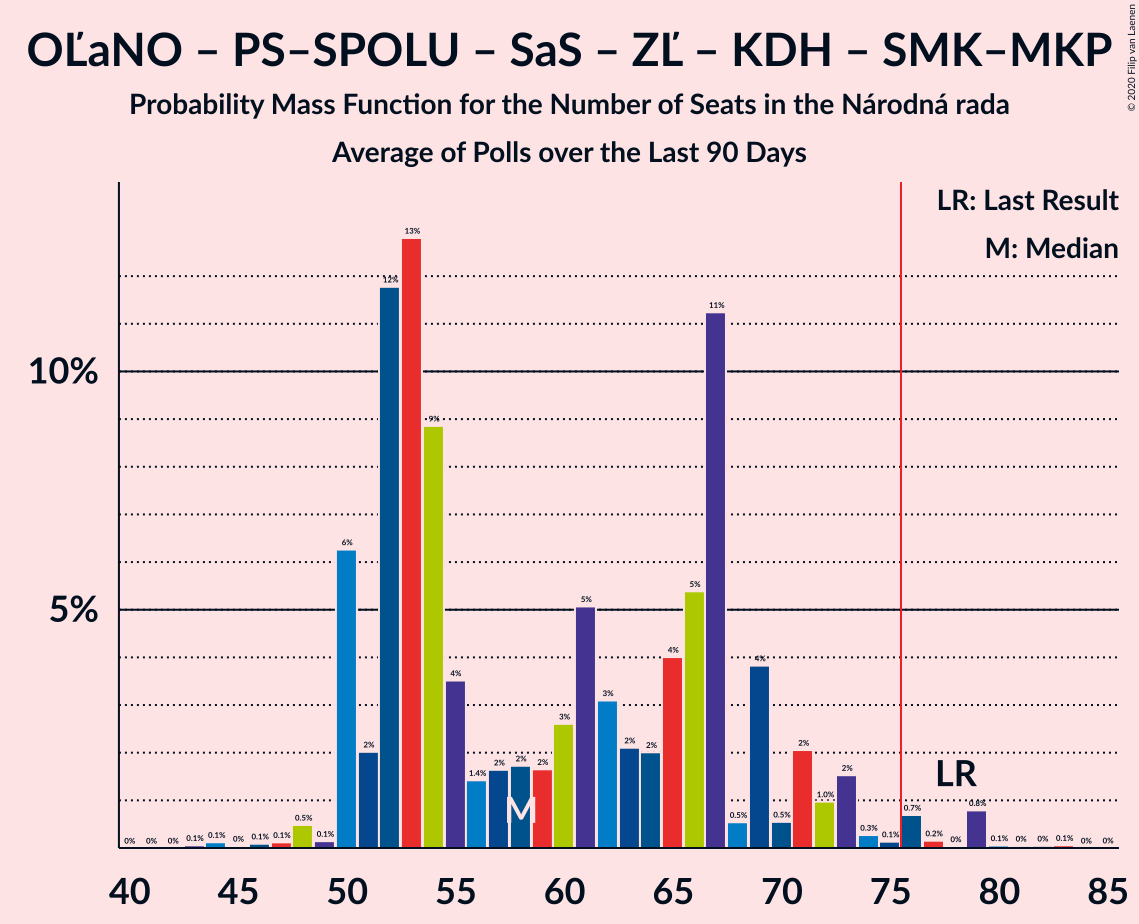 OĽaNO – PS–SPOLU – SaS – ZĽ – KDH – SMK–MKP
Probability Mass Function for the Number of Seats in the Národná rada
Average of Polls over the Last 90 Days
© 2020 Filip van Laenen
LR: Last Result
M: Median
10%
5%
0% 0% 0% 0.1% 0.1% 0% 0.1% 0.1% 0.5% 0.1% 6% 2% 12% 13% 9% 4% 1.4% 2% 2% 2% 3% 5% 3% 2% 2% 4% 5% 11% 0.5% 4% 0.5% 2% 1.0% 2% 0.3% 0.1% 0.7% 0.2% 0% 0.8% 0.1% 0% 0% 0.1% 0% 0%
M
LR
40 45 50 55 60 65 70 75 80 85